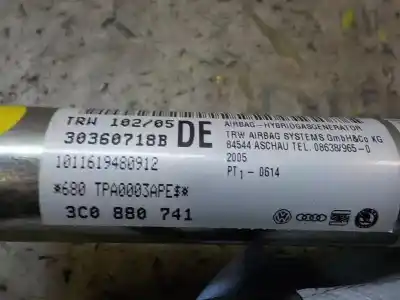 TRW 102/05
30360718B
DE
AIRBAG-HYBRIDGASGENERATOR
TRW AIRBAG SYSTEMS GmbH&Co KG
84544 ASCHAU TEL. 08638/965-0
2005
PT1 - 0614
1011619480912
*680 TPA0003APE$*
3C0 880 741